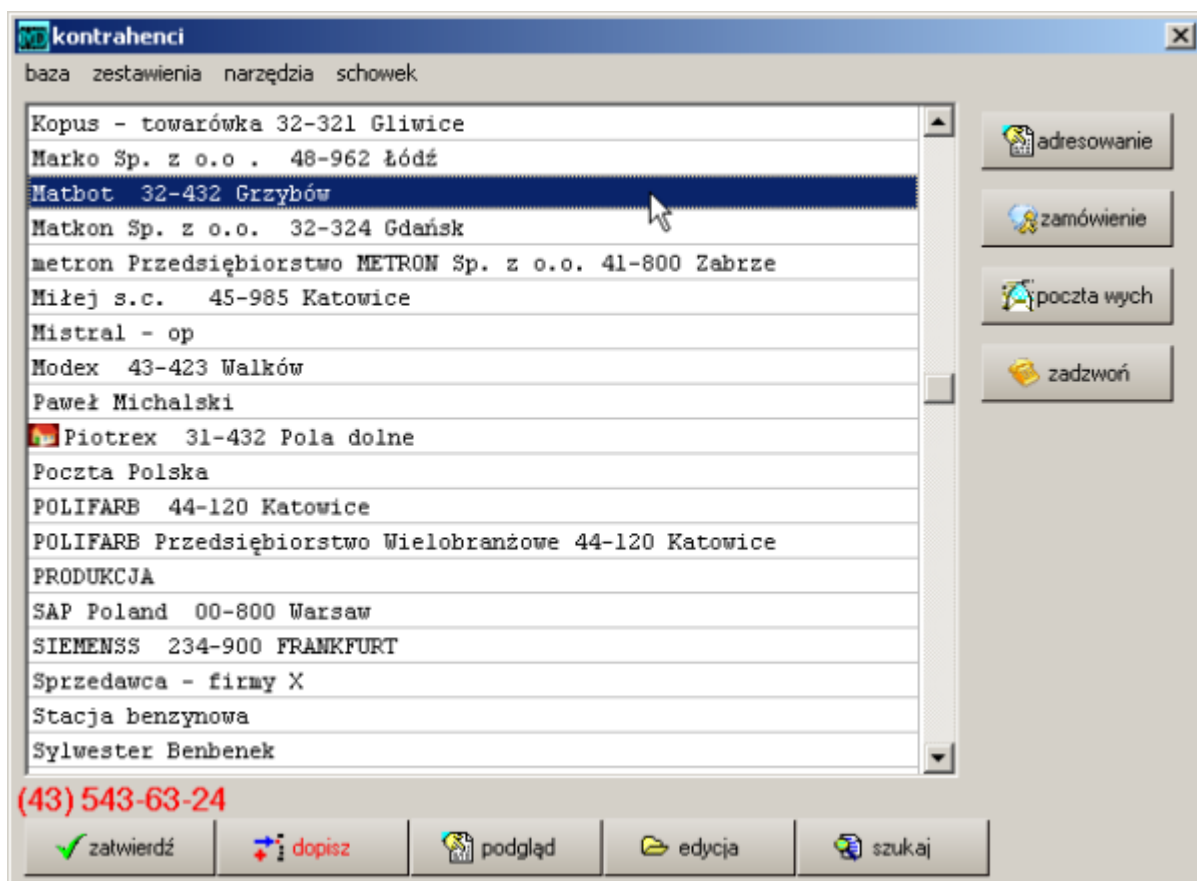 kontrahenci
baza zestawienia narzędzia schowek
Kopus - towarówka 32-321 Gliwice
Marko Sp. z o.o . 48-962 Łódź
Matbot 32-432 Grzybów
Matkon Sp. z o.o. 32-324 Gdańsk
metron Przedsiębiorstwo METRON Sp. z o.o. 41-800 Zabrze
Miłej s.c. 45-985 Katowice
Mistral - op
Modex 43-423 Walków
Paweł Michalski
Piotrex 31-432 Pola dolne
Poczta Polska
POLIFARB 44-120 Katowice
POLIFARB Przedsiębiorstwo Wielobranżowe 44-120 Katowice
PRODUKCJA
SAP Poland 00-800 Warsaw
SIEMENSS 234-900 FRANKFURT
Sprzedawca - firmy X
Stacja benzynowa
Sylwester Benbenek
adresowanie
zamówienie
poczta wych
zadzwoń
(43) 543-63-24
zatwierdź dopisz podgląd edycja szukaj